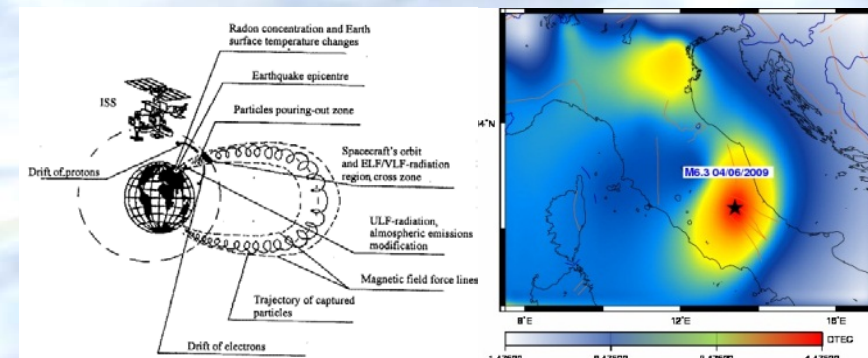 Radon concentration and Earth
surface temperature changes
Earthquake epicentre
ISS
Particles pouring-out zone
Spacecraft's orbit
and ELF/VLF-radiation
region cross zone
Drift of protons
ULF-radiation,
almospheric emissions
modification
Magnetic field force lines
Trajectory of captured
particles
Drift of electrons
M6.3 04/06/2009
8°E
12°E
16°E
DTEC